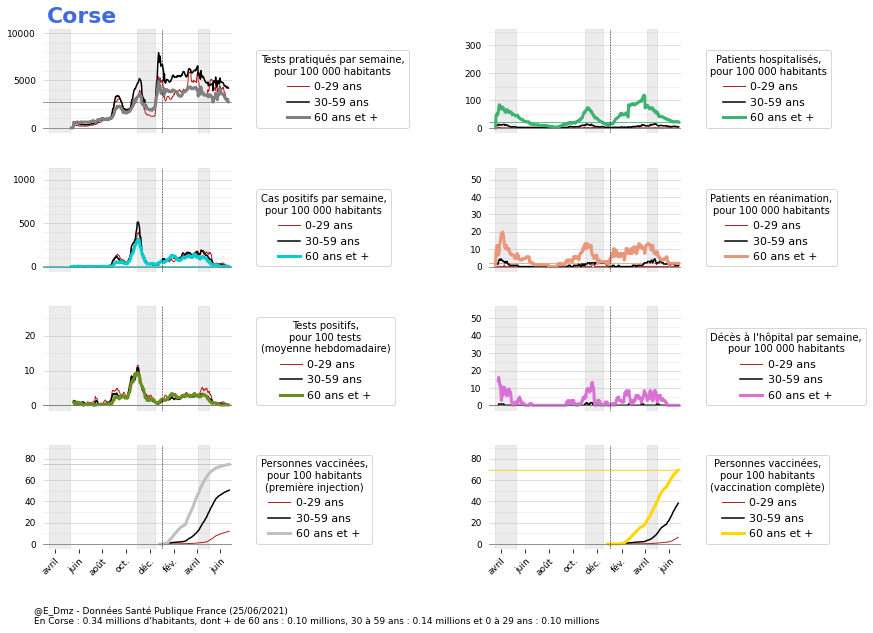 Corse
10000
5000
0
Tests pratiqués par semaine,
pour 100 000 habitants
0-29 ans
30-59 ans
60 ans et +
300
200
100
0
Patients hospitalisés,
pour 100 000 habitants
0-29 ans
30-59 ans
60 ans et +
1000
500
0
Cas positifs par semaine,
pour 100 000 habitants
0-29 ans
30-59 ans
60 ans et +
50
40
30
20
10
0
Patients en réanimation,
pour 100 000 habitants
0-29 ans
30-59 ans
60 ans et +
20
10
0
Tests positifs,
pour 100 tests
(moyenne hebdomadaire)
0-29 ans
30-59 ans
60 ans et +
50
40
30
20
10
0
Décès à l'hôpital par semaine,
pour 100 000 habitants
0-29 ans
30-59 ans
60 ans et +
80
60
40
20
0
avril juin août oct. déc. fév. avril juin
Personnes vaccinées,
pour 100 habitants
(première injection)
0-29 ans
30-59 ans
60 ans et +
80
60
40
20
0
avril juin août oct. déc. fév. avril juin
Personnes vaccinées,
pour 100 habitants
(vaccination complète)
0-29 ans
30-59 ans
60 ans et +
@E_Dmz - Données Santé Publique France (25/06/2021)
En Corse : 0.34 millions d'habitants, dont + de 60 ans : 0.10 millions, 30 à 59 ans : 0.14 millions et 0 à 29 ans : 0.10 millions